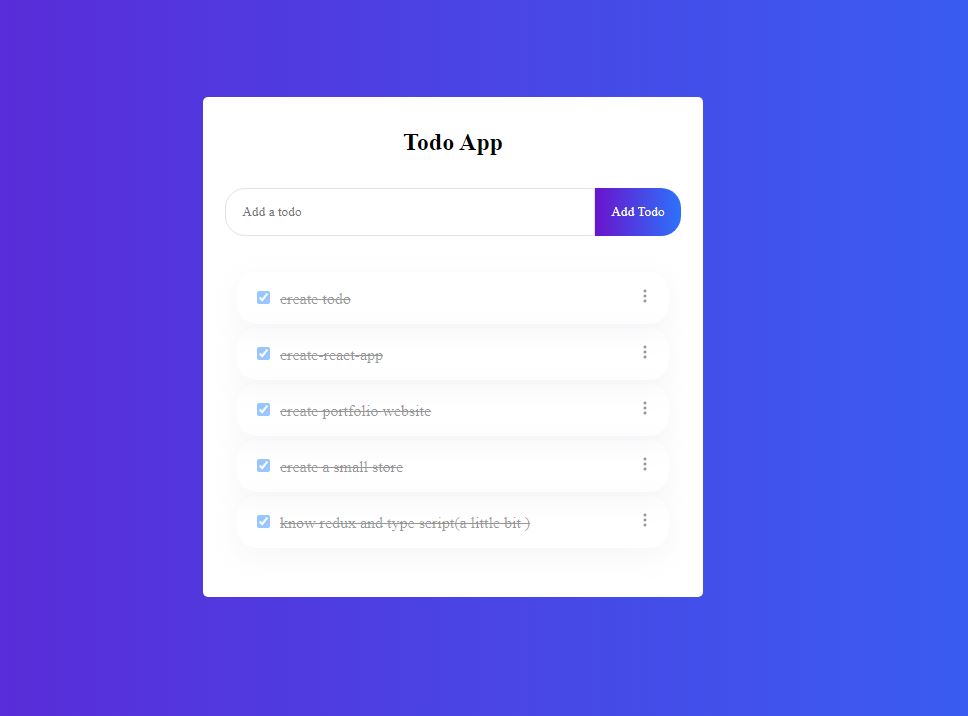 Todo App
Add a todo
Add Todo
create todo
create-react-app
create portfolio website
create a small store
know redux and type script(a little bit )